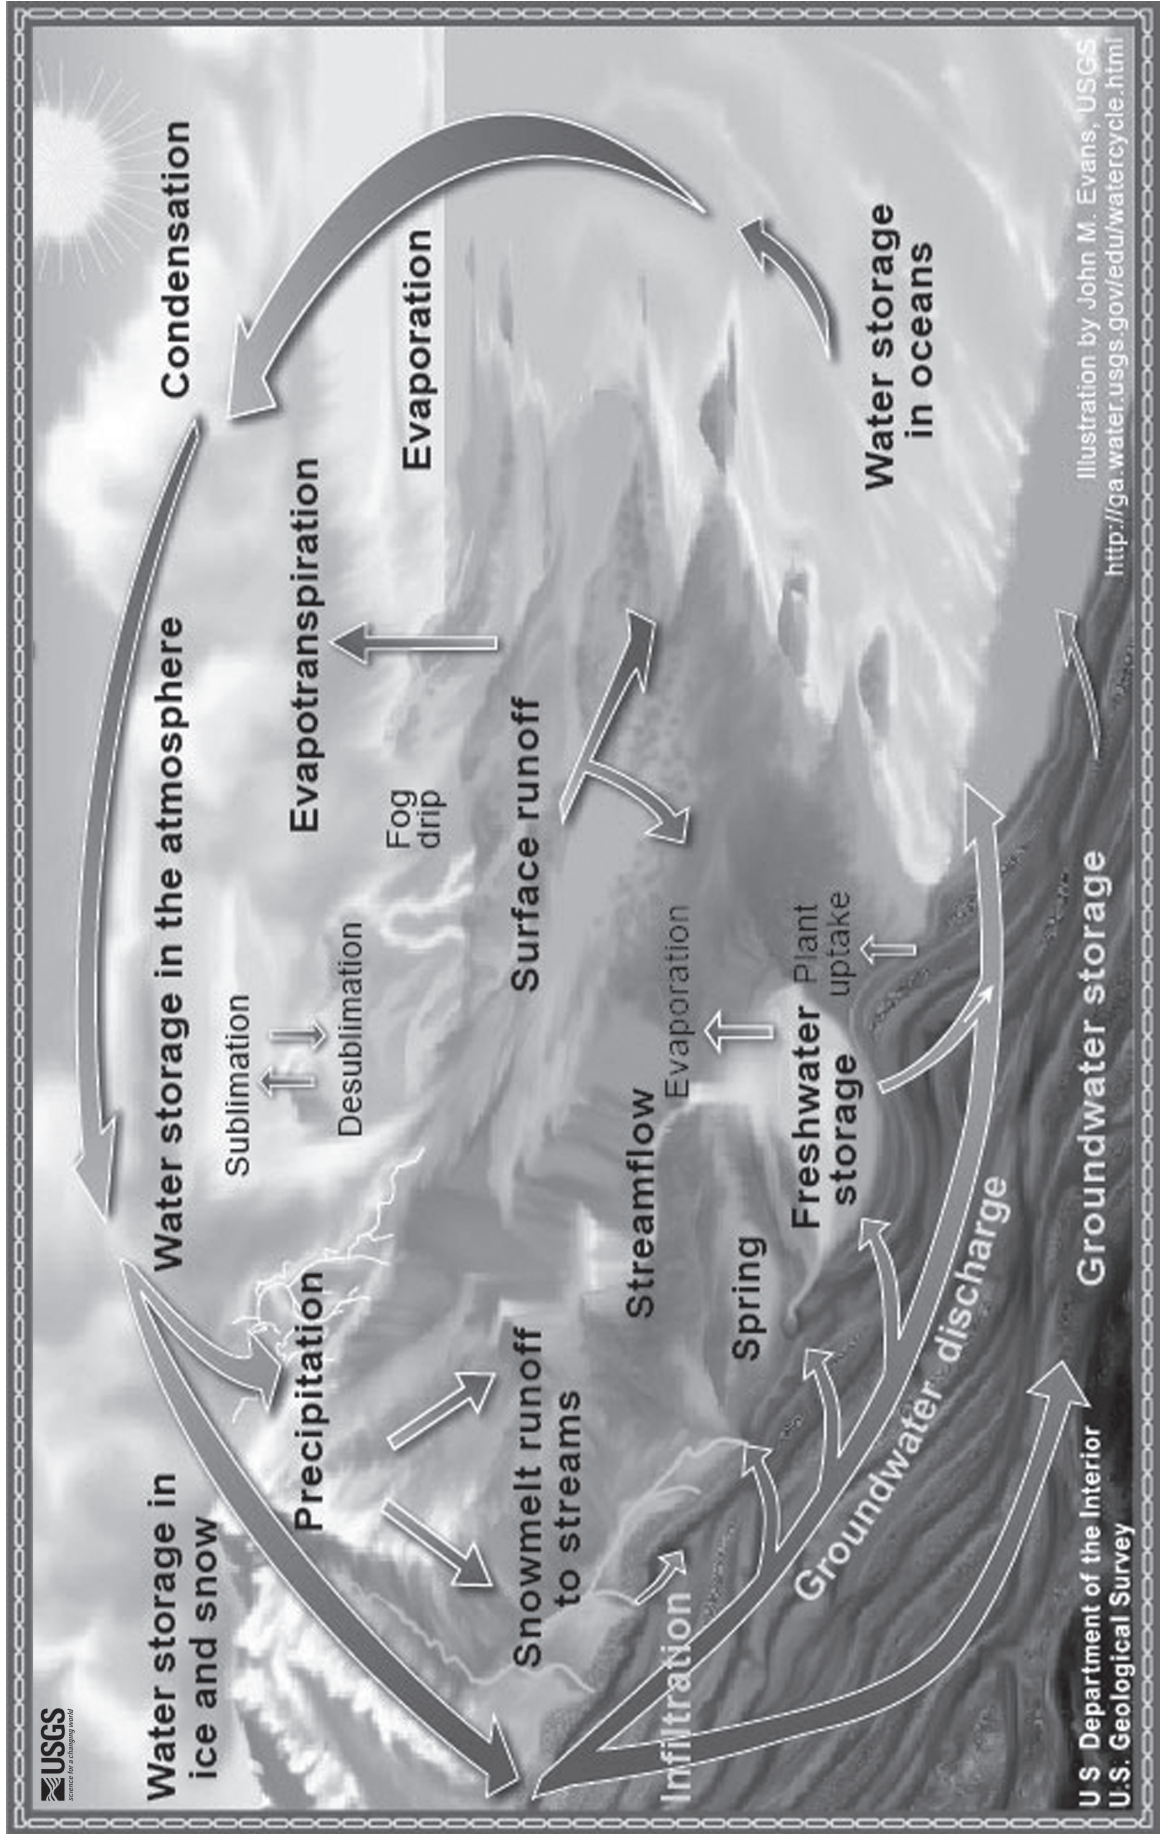 USGS
science for a changing world
Water storage in
ice and snow
Water storage in the atmosphere
Condensation
Sublimation
Precipitation
Desublimation
Evapotranspiration
Fog
drip
Evaporation
Snowmelt runoff
to streams
Surface runoff
Streamflow
Evaporation
Infiltration
Spring
Freshwater
storage
Plant
uptake
Water storage
in oceans
Groundwater discharge
Groundwater storage
U S Department of the Interior
U.S. Geological Survey
Illustration by John M. Evans, USGS
http://ga.water.usgs.gov/edu/watercycle.html